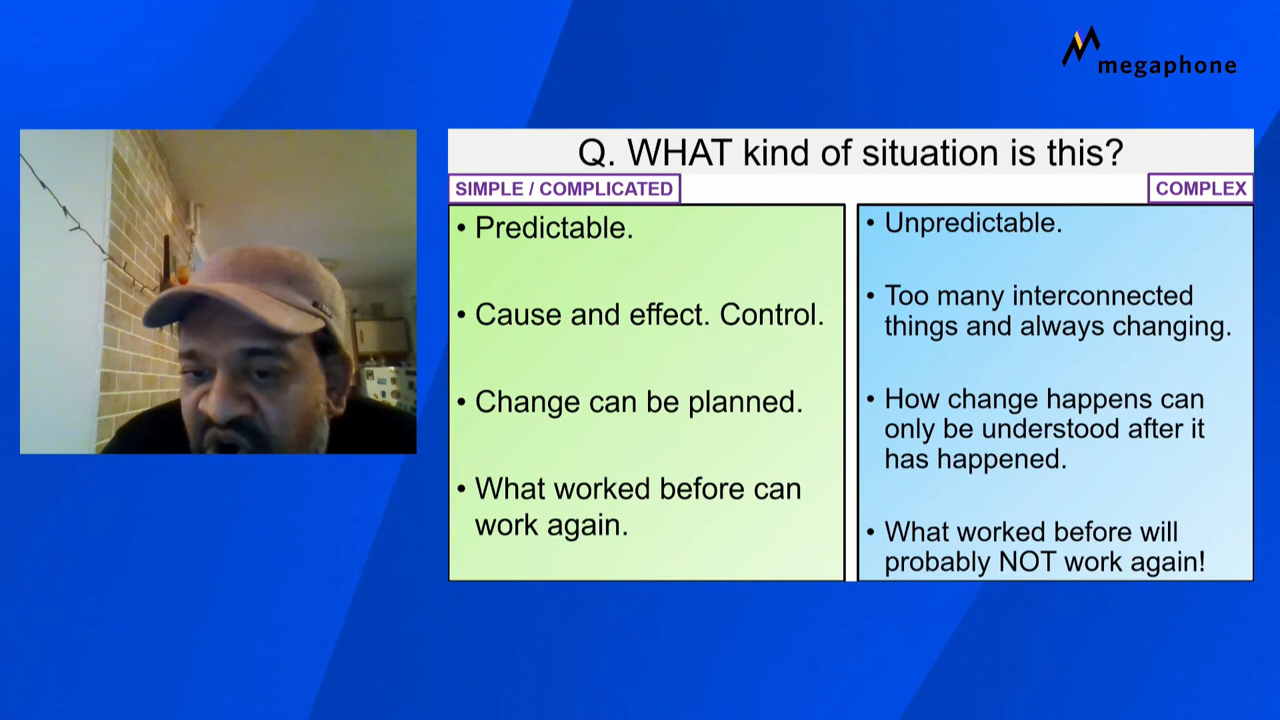 megaphone
Q. WHAT kind of situation is this?
SIMPLE / COMPLICATED
• Predictable.
• Cause and effect. Control.
• Change can be planned.
• What worked before can
work again.
COMPLEX
• Unpredictable.
• Too many interconnected
things and always changing.
• How change happens can
only be understood after it
has happened.
• What worked before will
probably NOT work again!